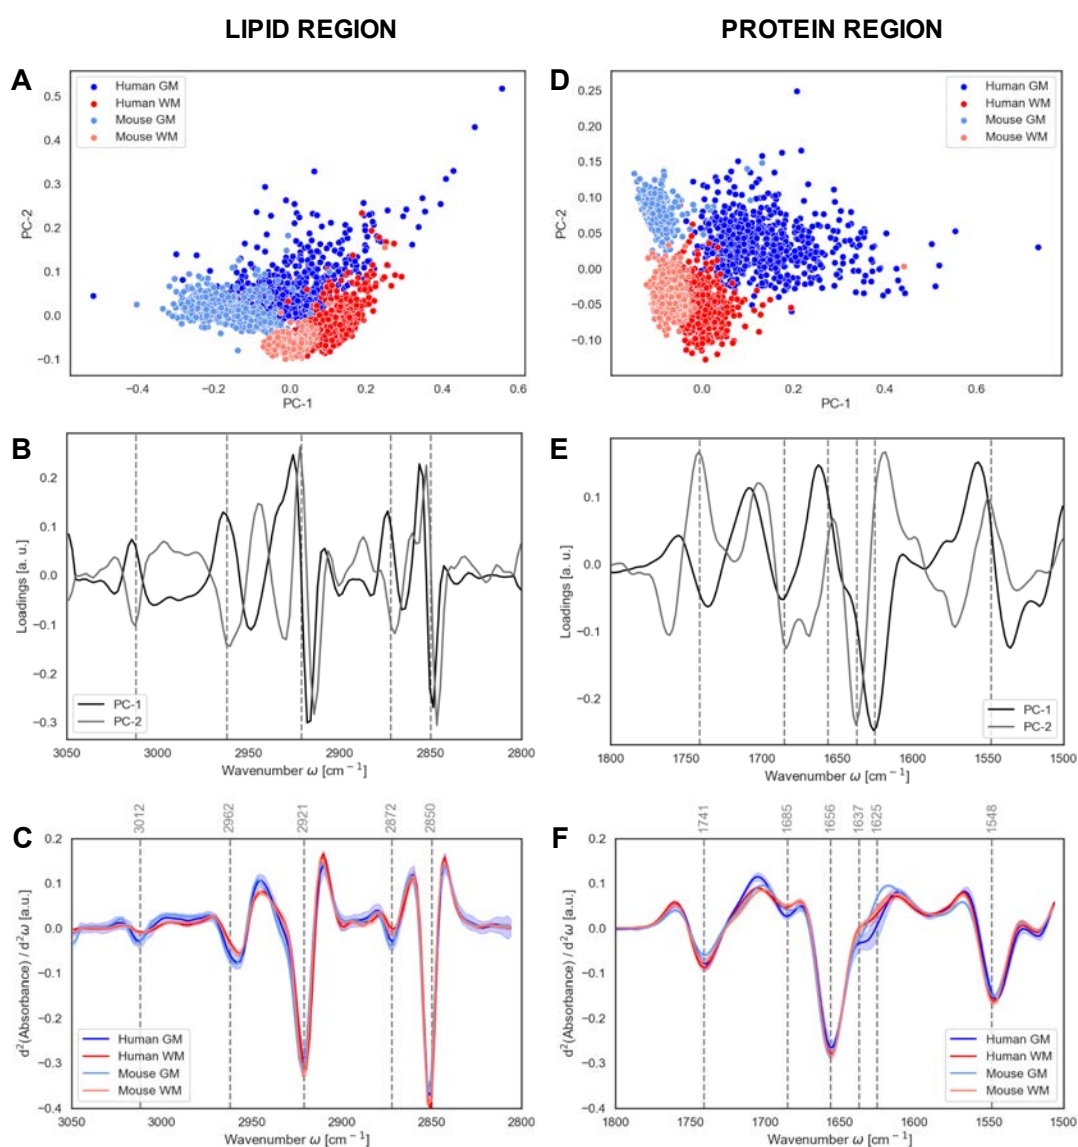 LIPID REGION
PROTEIN REGION
A
Human GM
Human WM
Mouse GM
Mouse WM
0.5
0.4
0.3
0.2
0.1
0.0
−0.1
PC-2
−0.4
−0.2
0.0
0.2
0.4
0.6
PC-1
D
Human GM
Human WM
Mouse GM
Mouse WM
0.25
0.20
0.15
0.10
0.05
0.00
−0.05
−0.10
PC-2
0.0
0.2
0.4
0.6
PC-1
B
0.2
0.1
0.0
−0.1
−0.2
−0.3
Loadings [a. u.]
PC-1
PC-2
3050
3000
2950
2900
2850
2800
Wavenumber ω [cm⁻¹]
E
0.1
0.0
−0.1
−0.2
Loadings [a. u.]
PC-1
PC-2
1800
1750
1700
1650
1600
1550
1500
Wavenumber ω [cm⁻¹]
C
3012
2962
2921
2872
2850
0.2
0.1
0.0
−0.1
−0.2
−0.3
−0.4
d²(Absorbance) / d²ω [a.u.]
Human GM
Human WM
Mouse GM
Mouse WM
3050
3000
2950
2900
2850
2800
Wavenumber ω [cm⁻¹]
F
1741
1685
1656
1637
1625
1548
0.2
0.1
0.0
−0.1
−0.2
−0.3
−0.4
d²(Absorbance) / d²ω [a.u.]
Human GM
Human WM
Mouse GM
Mouse WM
1800
1750
1700
1650
1600
1550
1500
Wavenumber ω [cm⁻¹]